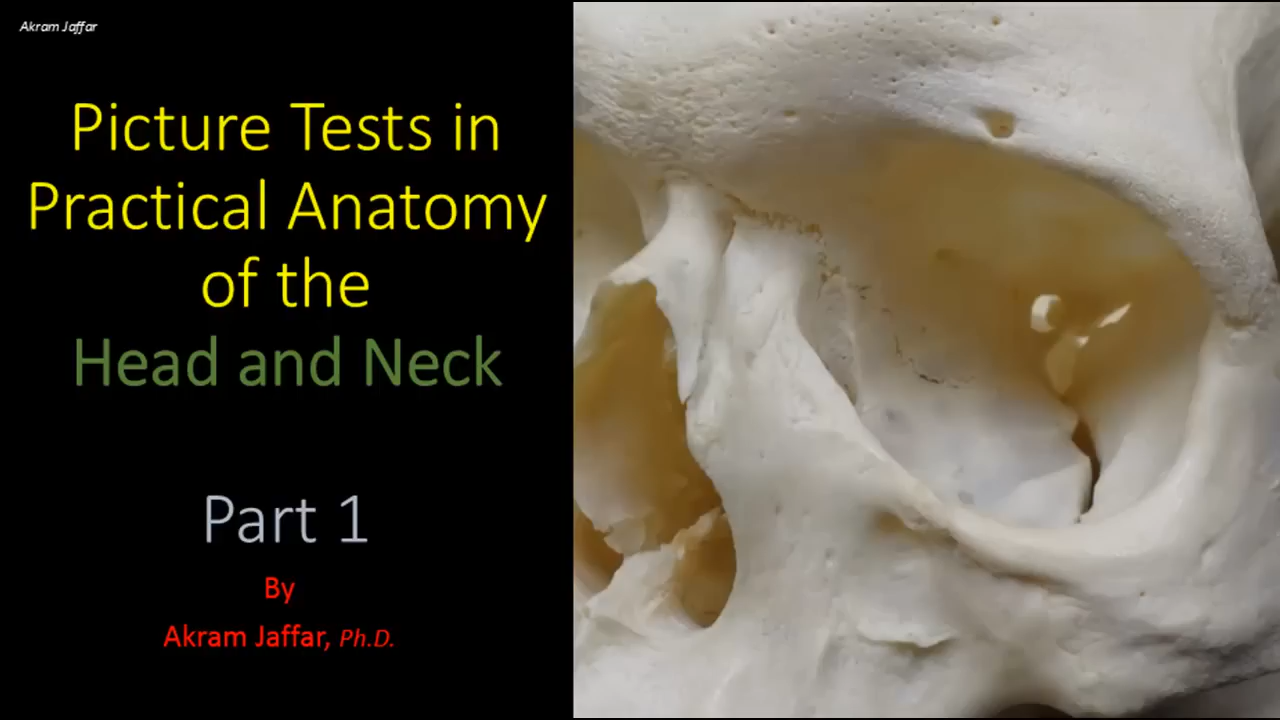 Akram Jaffar
Picture Tests in
Practical Anatomy
of the
Head and Neck
Part 1
By
Akram Jaffar, Ph.D.